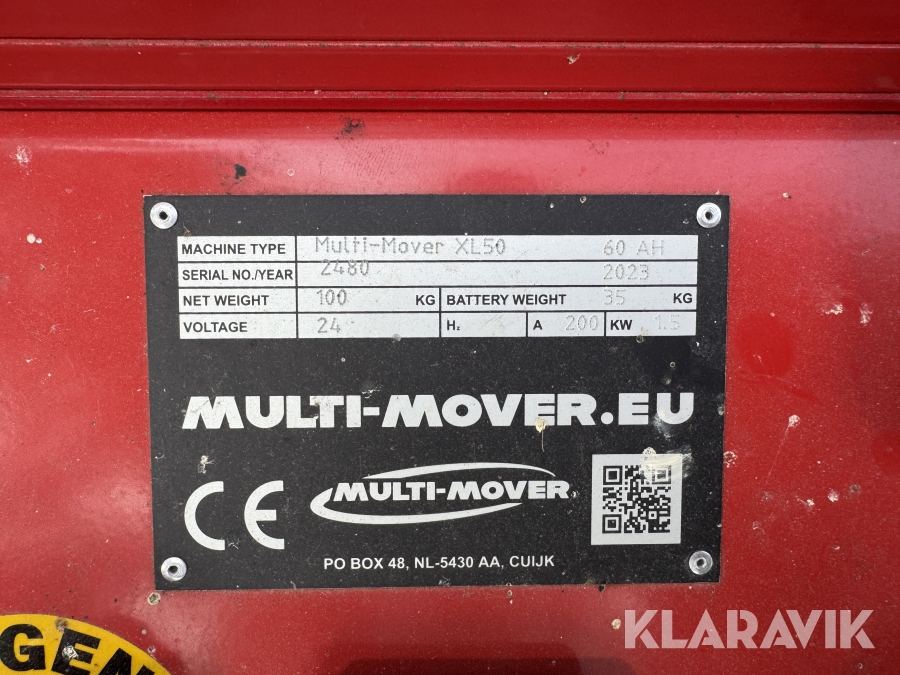 MACHINE TYPE Multi-Mover XL50 60 AH
SERIAL NO./YEAR 2480 2023
NET WEIGHT 100 KG BATTERY WEIGHT 35 KG
VOLTAGE 24 Hz A 200 KW 1.5
MULTI-MOVER.EU
CE MULTI-MOVER
PO BOX 48, NL-5430 AA, CUIJK
GEN
KLARAVIK